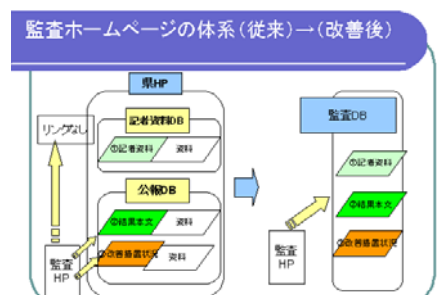 監査ホームページの体系(従来)→(改善後)
県HP
記者資料DB
リンクなし
①記者資料
資料
公報DB
②結果本文
資料
③改善措置状況
資料
監査
HP
監査DB
①記者資料
②結果本文
③改善措置状況
監査
HP